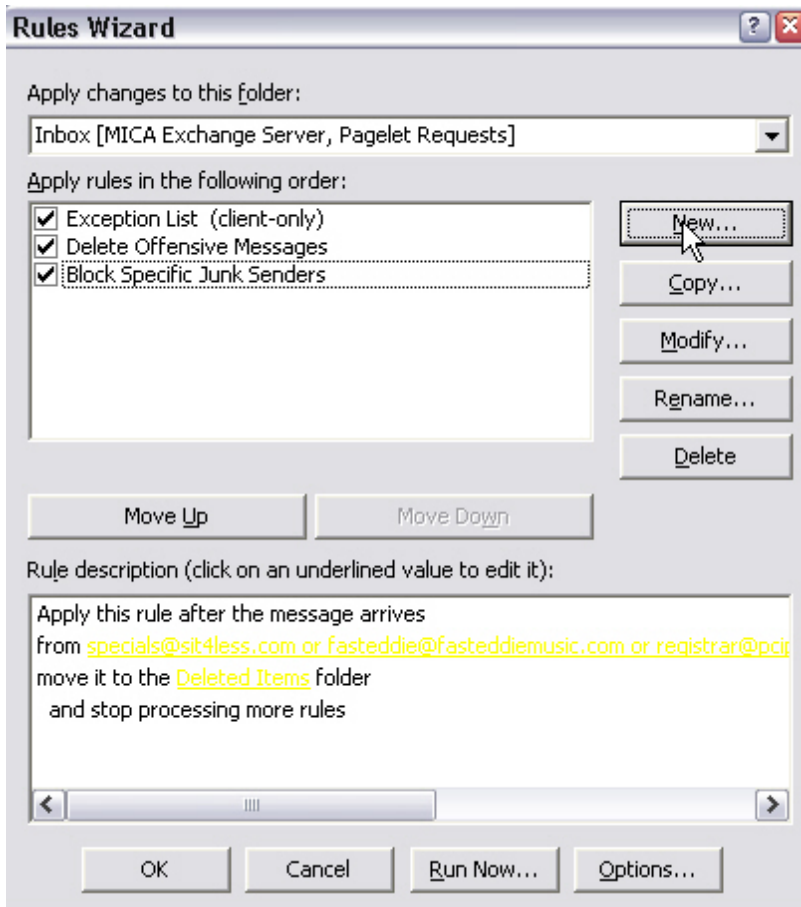 Rules Wizard
Apply changes to this folder:
Inbox [MICA Exchange Server, Pagelet Requests]
Apply rules in the following order:
Exception List (client-only)
Delete Offensive Messages
Block Specific Junk Senders
New...
Copy...
Modify...
Rename...
Delete
Move Up
Move Down
Rule description (click on an underlined value to edit it):
Apply this rule after the message arrives
from specials@sit4less.com or fasteddie@fasteddiemusic.com or registrar@pcip
move it to the Deleted Items folder
and stop processing more rules
OK
Cancel
Run Now...
Options...